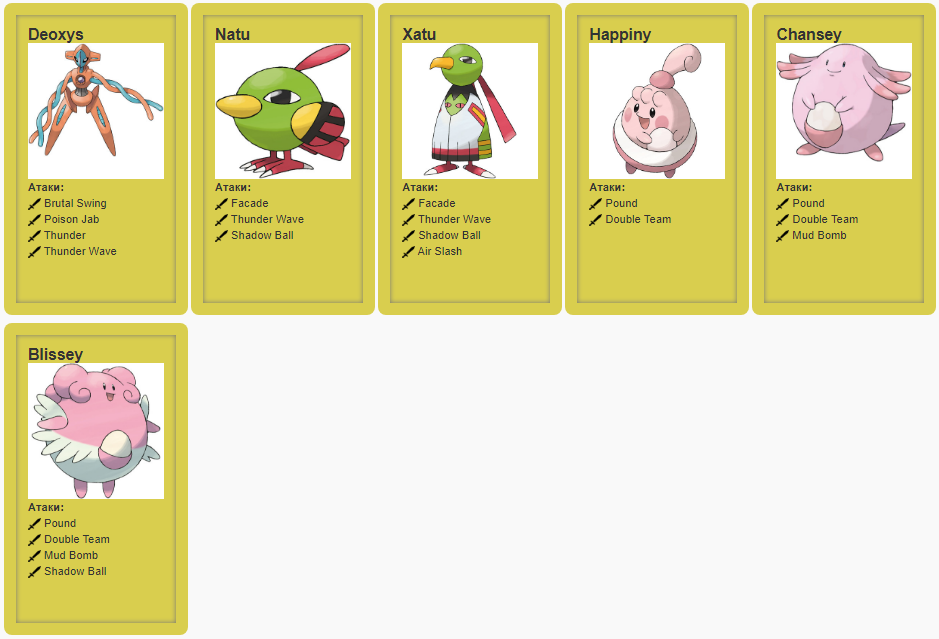 Deoxys
Атаки:
Brutal Swing
Poison Jab
Thunder
Thunder Wave
Natu
Атаки:
Facade
Thunder Wave
Shadow Ball
Xatu
Атаки:
Facade
Thunder Wave
Shadow Ball
Air Slash
Happiny
Атаки:
Pound
Double Team
Chansey
Атаки:
Pound
Double Team
Mud Bomb
Blissey
Атаки:
Pound
Double Team
Mud Bomb
Shadow Ball